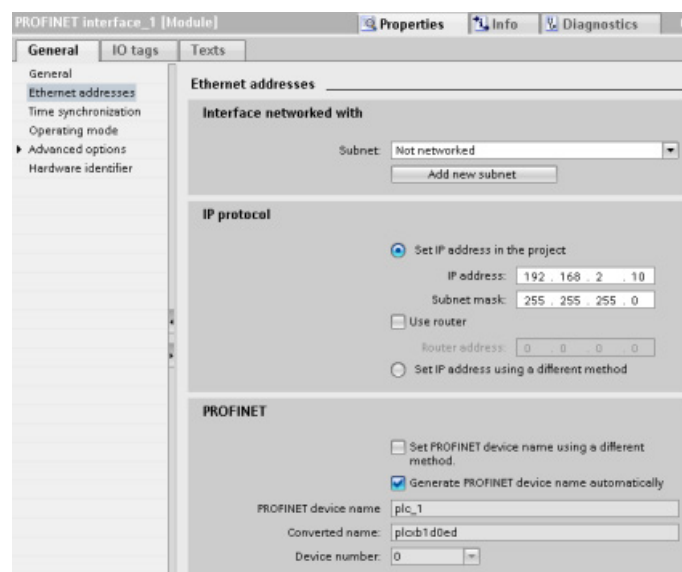 PROFINET interface_1 [Module]
Properties
Info
Diagnostics
General
IO tags
Texts
General
Ethernet addresses
Time synchronization
Operating mode
Advanced options
Hardware identifier
Ethernet addresses
Interface networked with
Subnet: Not networked
Add new subnet
IP protocol
Set IP address in the project
IP address: 192 . 168 . 2 . 10
Subnet mask: 255 . 255 . 255 . 0
Use router
Router address: 0 . 0 . 0 . 0
Set IP address using a different method
PROFINET
Set PROFINET device name using a different
method.
Generate PROFINET device name automatically
PROFINET device name plc_1
Converted name: plcxb1d0ed
Device number: 0